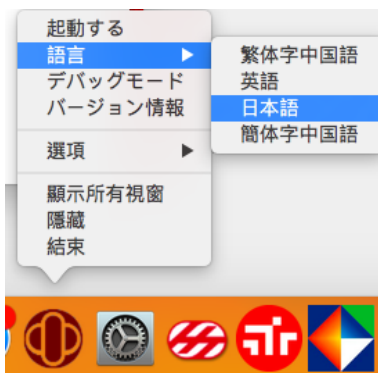 起動する
語言
デバッグモード
バージョン情報
選項
顯示所有視窗
隱藏
結束
繁体字中国語
英語
日本語
簡体字中国語